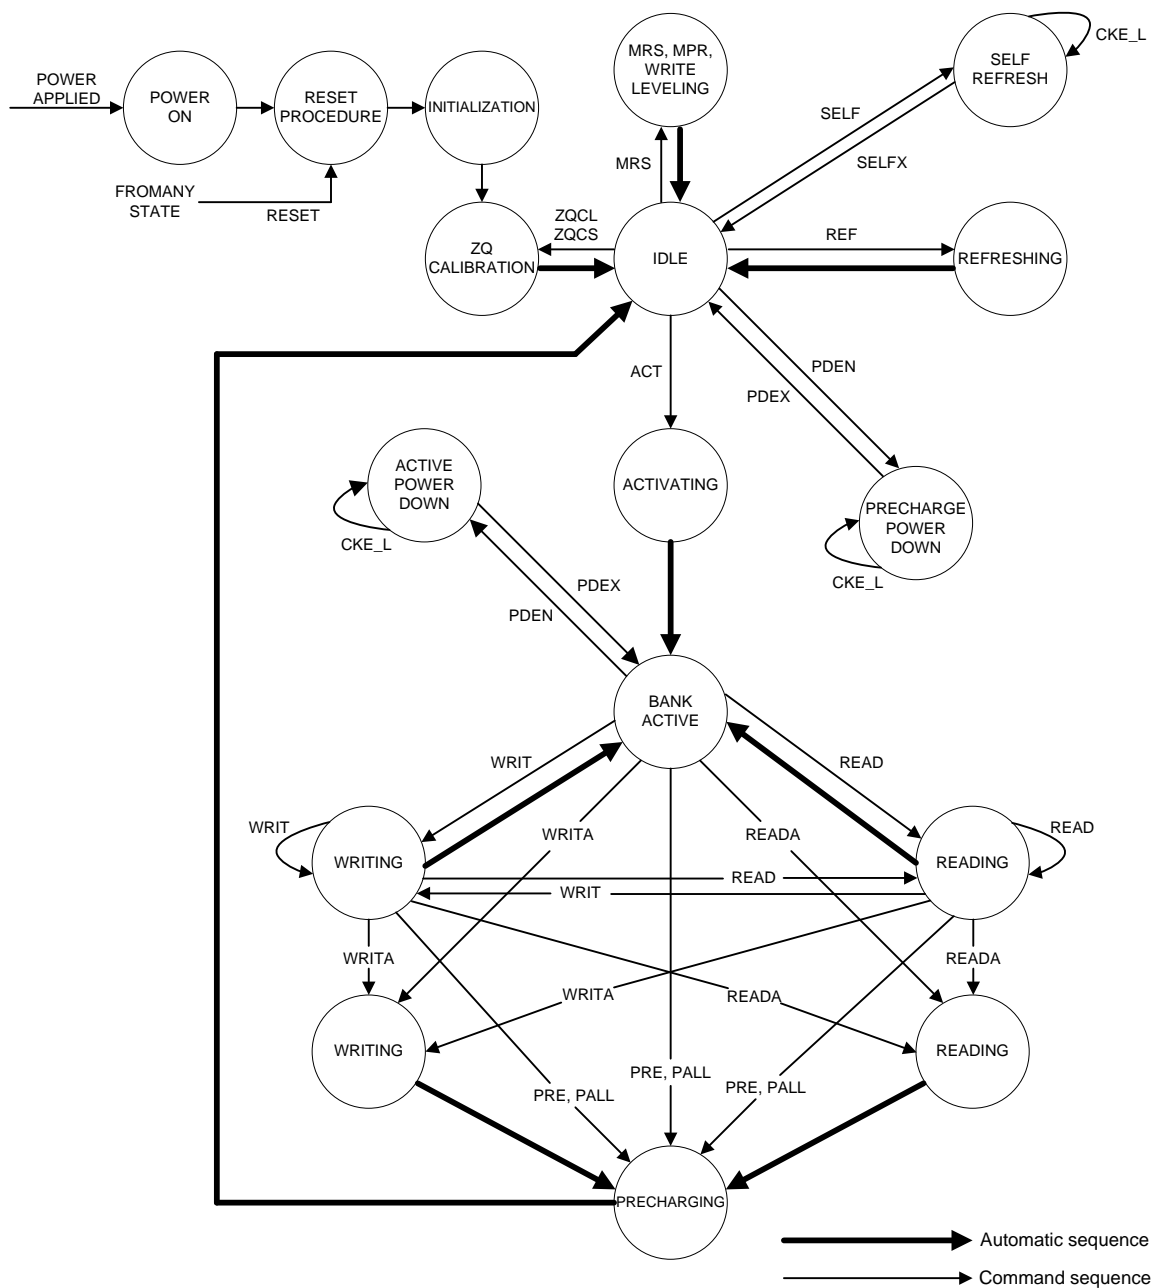 POWER
APPLIED
POWER
ON
RESET
PROCEDURE
INITIALIZATION
MRS, MPR,
WRITE
LEVELING
SELF
REFRESH
CKE_L
FROMANY
STATE
RESET
MRS
SELF
SELFX
ZQCL
ZQCS
ZQ
CALIBRATION
IDLE
REF
REFRESHING
ACT
PDEN
PDEX
ACTIVE
POWER
DOWN
CKE_L
ACTIVATING
PRECHARGE
POWER
DOWN
CKE_L
PDEX
PDEN
BANK
ACTIVE
WRIT
READ
WRIT
WRITA
READA
READ
WRITING
READING
READ
WRIT
WRITA
READA
WRITA
READA
WRITING
READING
PRE, PALL
PRE, PALL
PRE, PALL
PRECHARGING
Automatic sequence
Command sequence